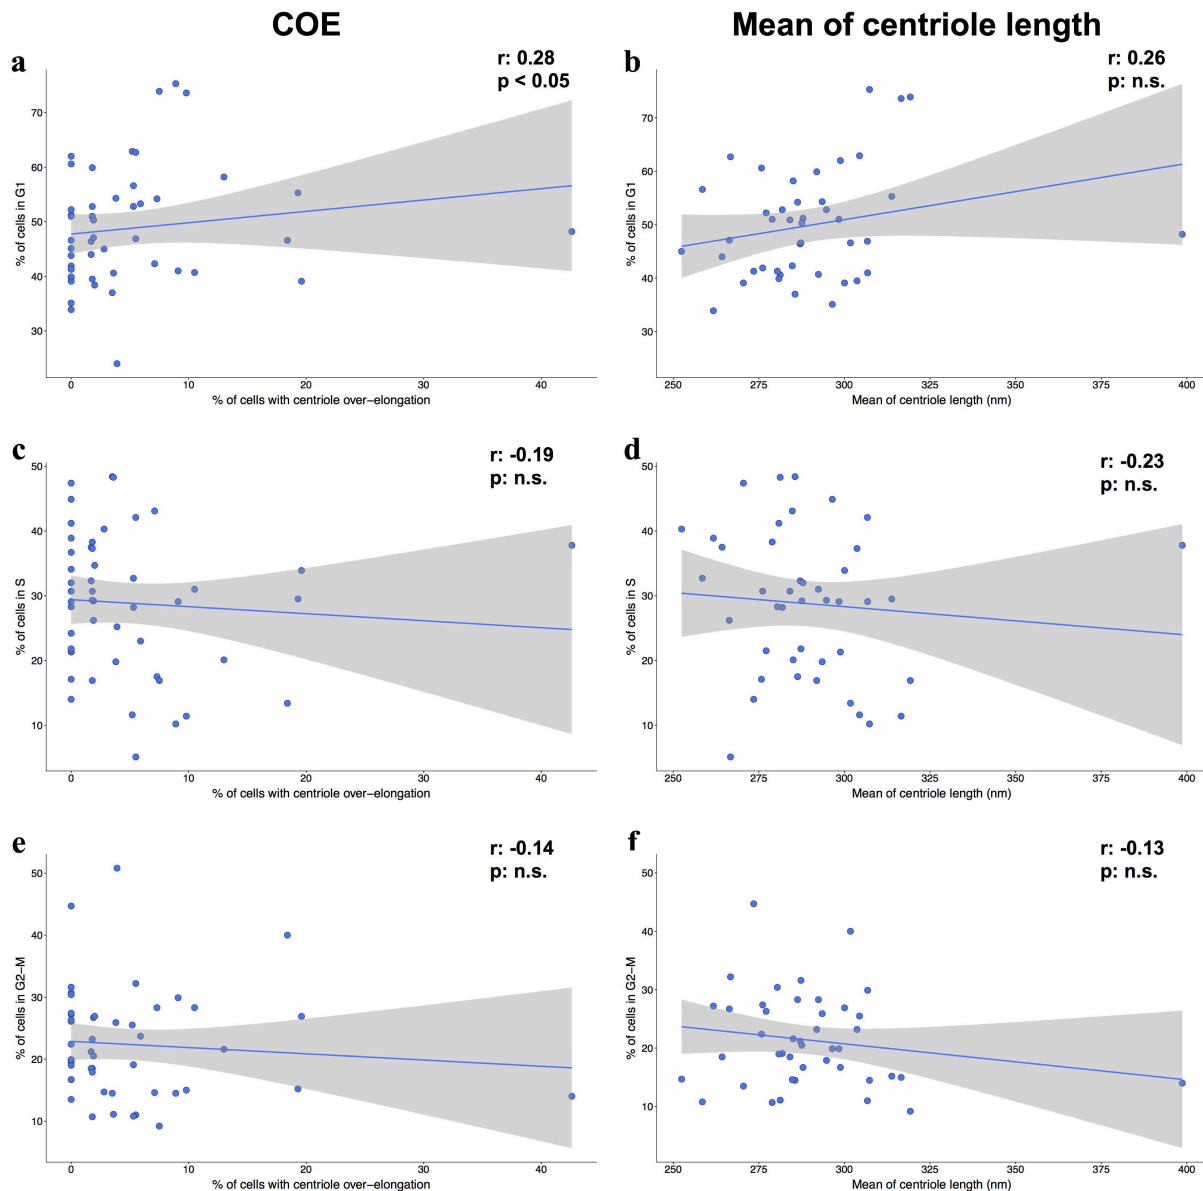 COE
Mean of centriole length
a
r: 0.28
p < 0.05
% of cells in G1
70
60
50
40
30
0
10
20
30
40
% of cells with centriole over−elongation
b
r: 0.26
p: n.s.
% of cells in G1
70
60
50
40
30
250
275
300
325
350
375
400
Mean of centriole length (nm)
c
r: -0.19
p: n.s.
% of cells in S
50
40
30
20
10
0
10
20
30
40
% of cells with centriole over−elongation
d
r: -0.23
p: n.s.
% of cells in S
50
40
30
20
10
250
275
300
325
350
375
400
Mean of centriole length (nm)
e
r: -0.14
p: n.s.
% of cells in G2−M
50
40
30
20
10
0
10
20
30
40
% of cells with centriole over−elongation
f
r: -0.13
p: n.s.
% of cells in G2−M
50
40
30
20
10
250
275
300
325
350
375
400
Mean of centriole length (nm)